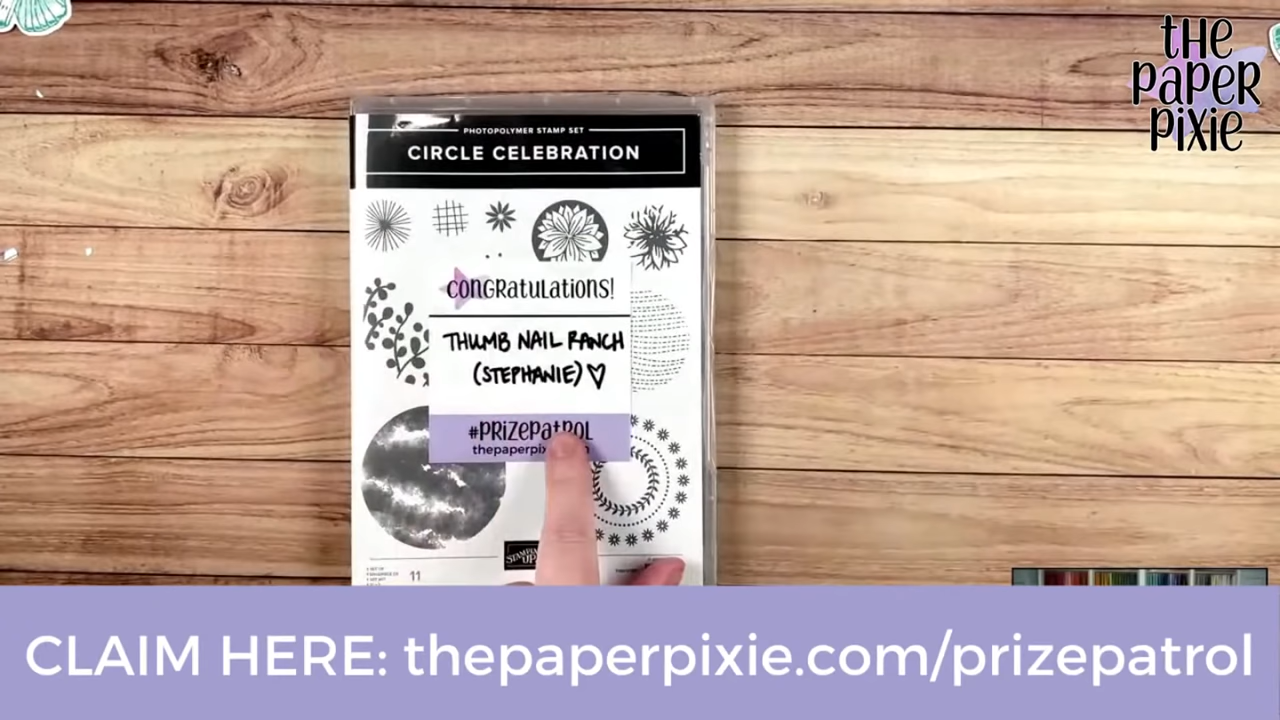 tHe
PaPeR
PiXie
PHOTOPOLYMER STAMP SET
CIRCLE CELEBRATION
CONGRatULatiONS!
THUMB NAIL RANCH
(STEPHANIE) ♡
#PRiZEPatROL
11
CLAIM HERE: thepaperpixie.com/prizepatrol